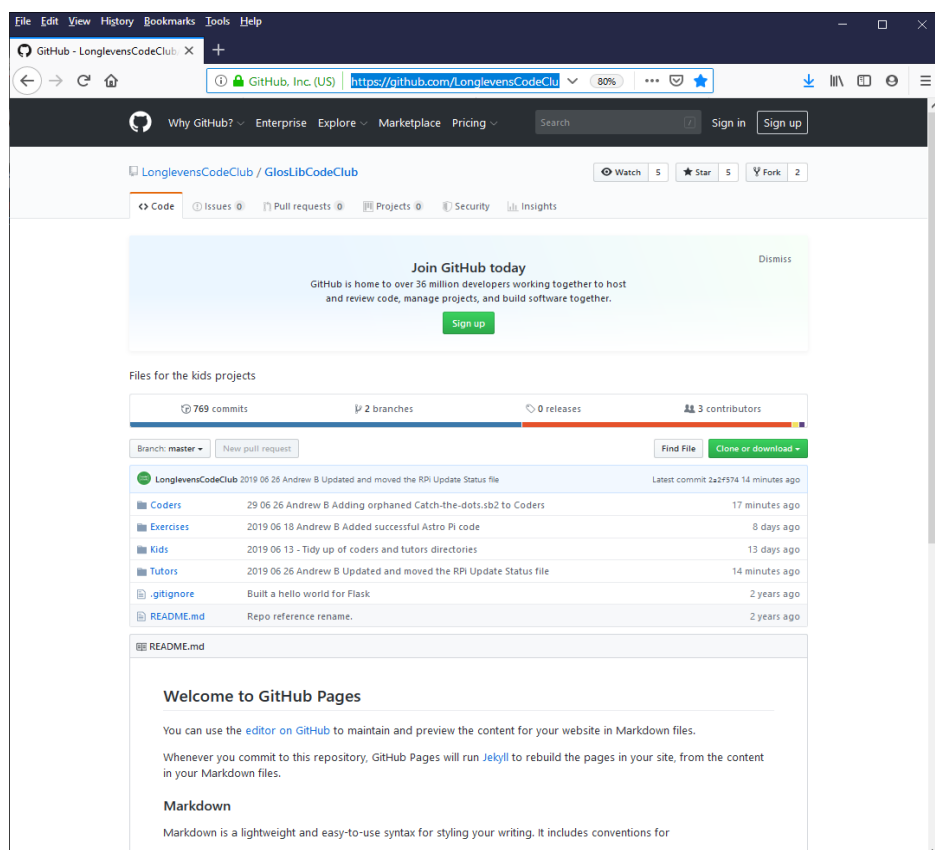 File Edit View History Bookmarks Tools Help
GitHub - LonglevensCodeClub
GitHub, Inc. (US) https://github.com/LonglevensCodeClu 80%
Why GitHub? Enterprise Explore Marketplace Pricing Search Sign in Sign up
LonglevensCodeClub / GlosLibCodeClub Watch 5 Star 5 Fork 2
Code Issues 0 Pull requests 0 Projects 0 Security Insights
Dismiss
Join GitHub today
GitHub is home to over 36 million developers working together to host
and review code, manage projects, and build software together.
Sign up
Files for the kids projects
769 commits 2 branches 0 releases 3 contributors
Branch: master New pull request Find File Clone or download
LonglevensCodeClub 2019 06 26 Andrew B Updated and moved the RPi Update Status file Latest commit 2a2f574 14 minutes ago
Coders 29 06 26 Andrew B Adding orphaned Catch-the-dots.sb2 to Coders 17 minutes ago
Exercises 2019 06 18 Andrew B Added successful Astro Pi code 8 days ago
Kids 2019 06 13 - Tidy up of coders and tutors directories 13 days ago
Tutors 2019 06 26 Andrew B Updated and moved the RPi Update Status file 14 minutes ago
.gitignore Built a hello world for Flask 2 years ago
README.md Repo reference rename. 2 years ago
README.md
Welcome to GitHub Pages
You can use the editor on GitHub to maintain and preview the content for your website in Markdown files.
Whenever you commit to this repository, GitHub Pages will run Jekyll to rebuild the pages in your site, from the content
in your Markdown files.
Markdown
Markdown is a lightweight and easy-to-use syntax for styling your writing. It includes conventions for